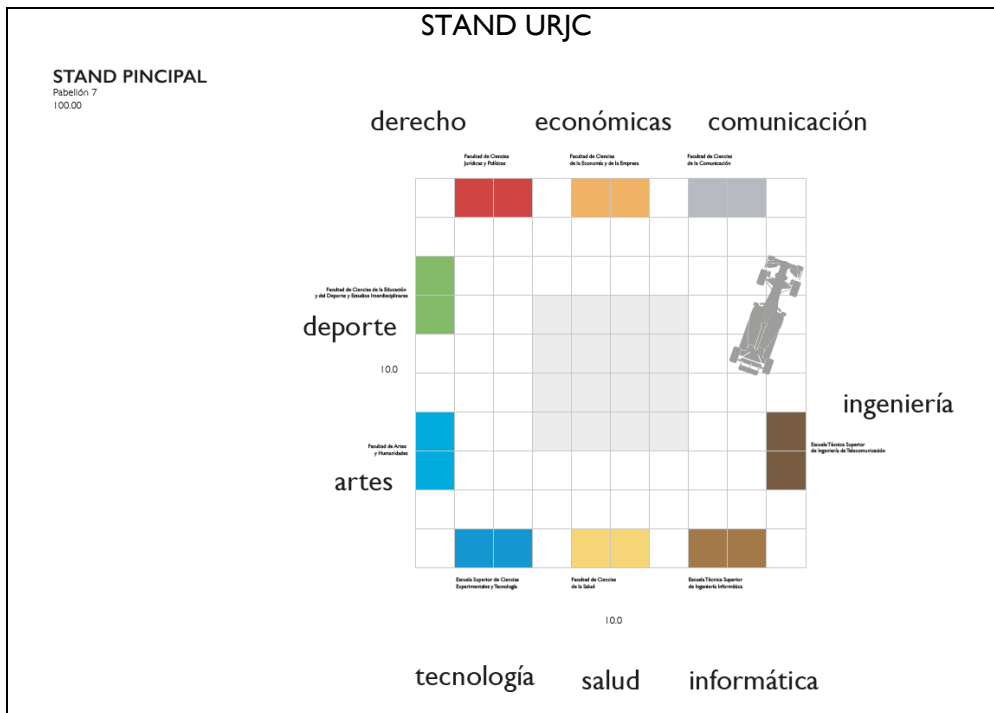 STAND URJC
STAND PINCIPAL
Pabellón 7
100.00
derecho
económicas
comunicación
Facultad de Ciencias
Jurídicas y Políticas
Facultad de Ciencias
de la Economía y de la Empresa
Facultad de Ciencias
de la Comunicación
Facultad de Ciencias de la Educación
y del Deporte y Estudios Interdisciplinares
deporte
10.0
ingeniería
Facultad de Artes
y Humanidades
Escuela Técnica Superior
de Ingeniería de Telecomunicación
artes
Escuela Superior de Ciencias
Experimentales y Tecnología
Facultad de Ciencias
de la Salud
Escuela Técnica Superior
de Ingeniería Informática
10.0
tecnología
salud
informática